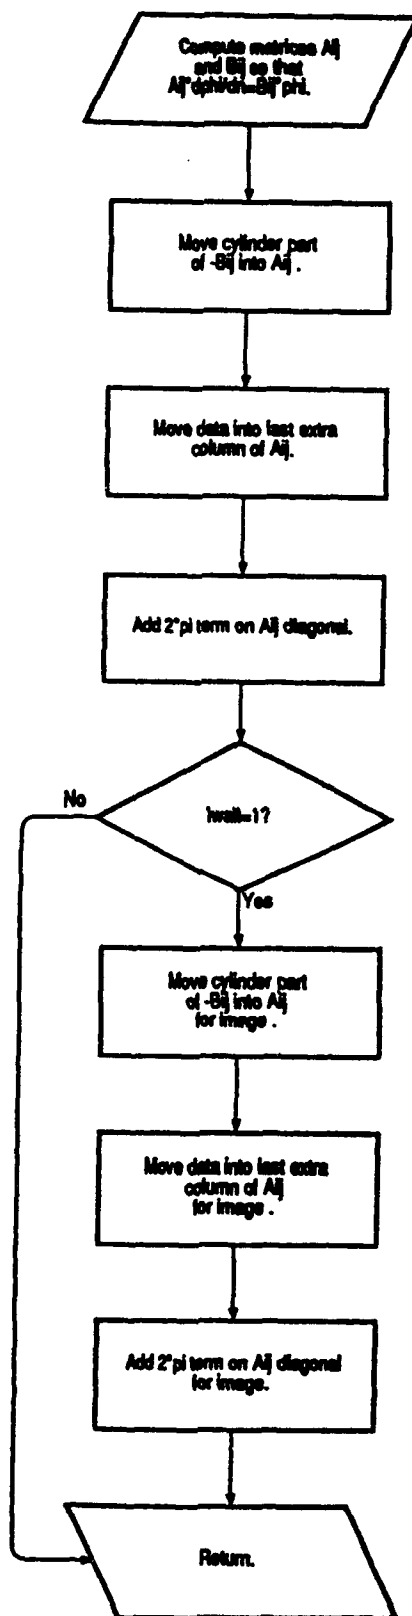 Compute matrices Aij
and Bij so that
Aij*dphi/dn=Bij*phi.
Move cylinder part
of -Bij into Aij .
Move data into last extra
column of Aij.
Add 2*pi term on Aij diagonal.
No
iwall=1?
Yes
Move cylinder part
of -Bij into Aij
for image .
Move data into last extra
column of Aij
for image .
Add 2*pi term on Aij diagonal
for image.
Return.